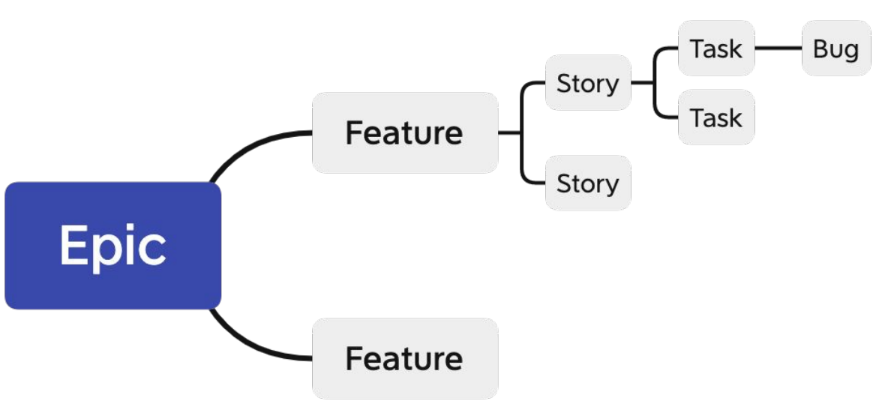 Task
Bug
Story
Task
Feature
Story
Epic
Feature